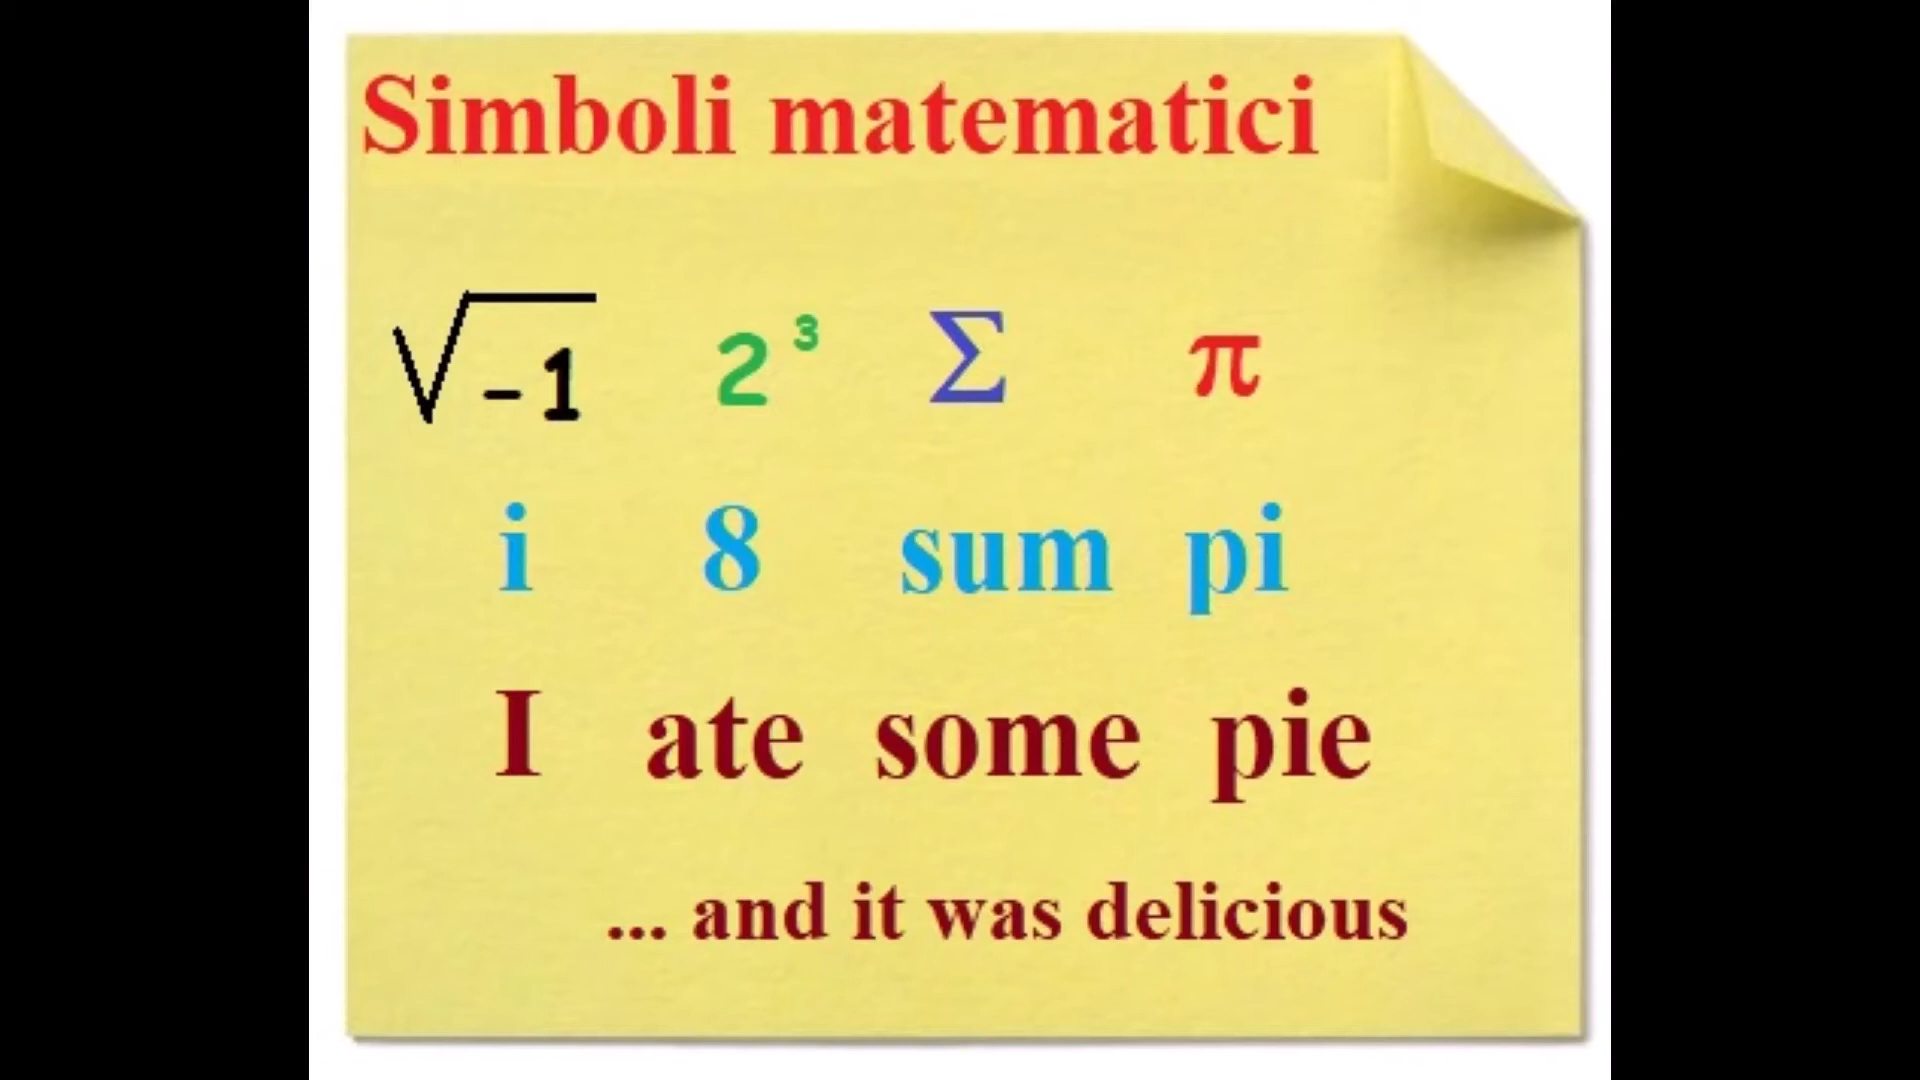 Simboli matematici
√-1 2³ Σ π
i 8 sum pi
I ate some pie
... and it was delicious